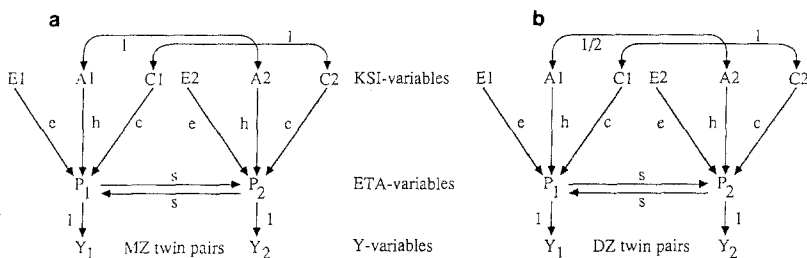 a
b
1
1
1/2
1
E1 A1 C1 E2 A2 C2 KSI-variables E1 A1 C1 E2 A2 C2
e h c e h c e h c e h c
P1 s P2 ETA-variables P1 s P2
s s
1 1 1 1
Y1 MZ twin pairs Y2 Y-variables Y1 DZ twin pairs Y2